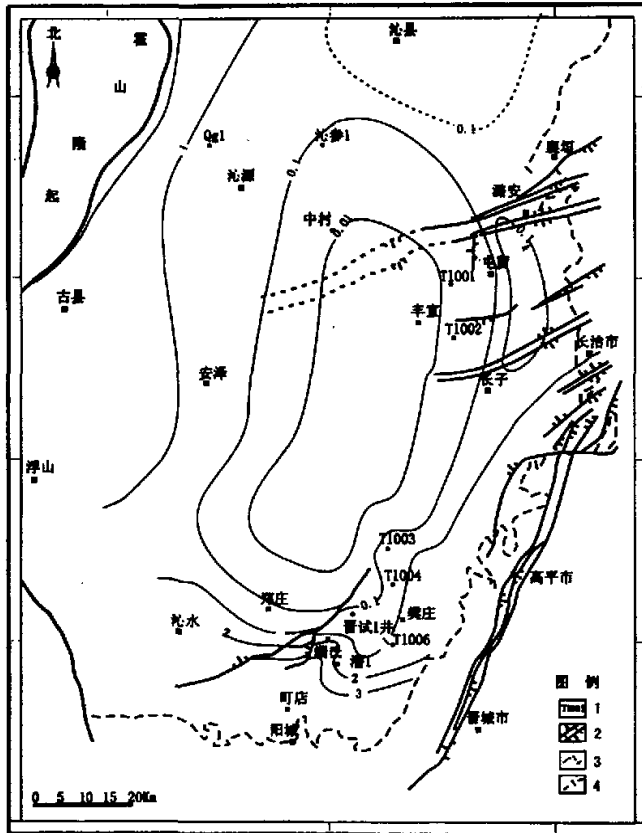 北
霍
山
隆
起
沁县
0.1
1
Qg1
沁参1
0.1
沁源
襄垣
潞安
中村
0.01
屯留
T1001
古县
丰宜
T1002
长治市
安泽
长子
浮山
T1003
T1004
高平市
郑庄
0.1
晋试1井
樊庄
沁水
2
T1006
潘1
2
3
图 例
町店
阳城
晋城市
1
2
3
4
0 5 10 15 20Km